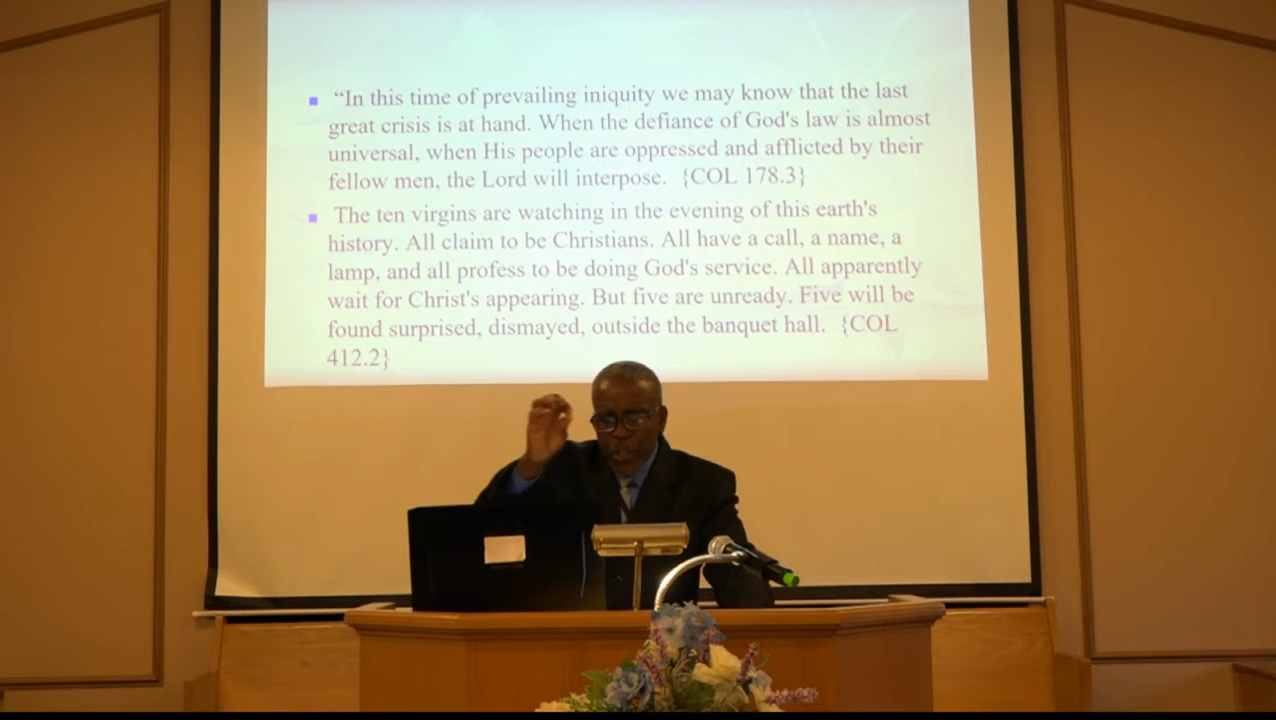 “In this time of prevailing iniquity we may know that the last
great crisis is at hand. When the defiance of God's law is almost
universal, when His people are oppressed and afflicted by their
fellow men, the Lord will interpose. {COL 178.3}
The ten virgins are watching in the evening of this earth's
history. All claim to be Christians. All have a call, a name, a
lamp, and all profess to be doing God's service. All apparently
wait for Christ's appearing. But five are unready. Five will be
found surprised, dismayed, outside the banquet hall. {COL
412.2}